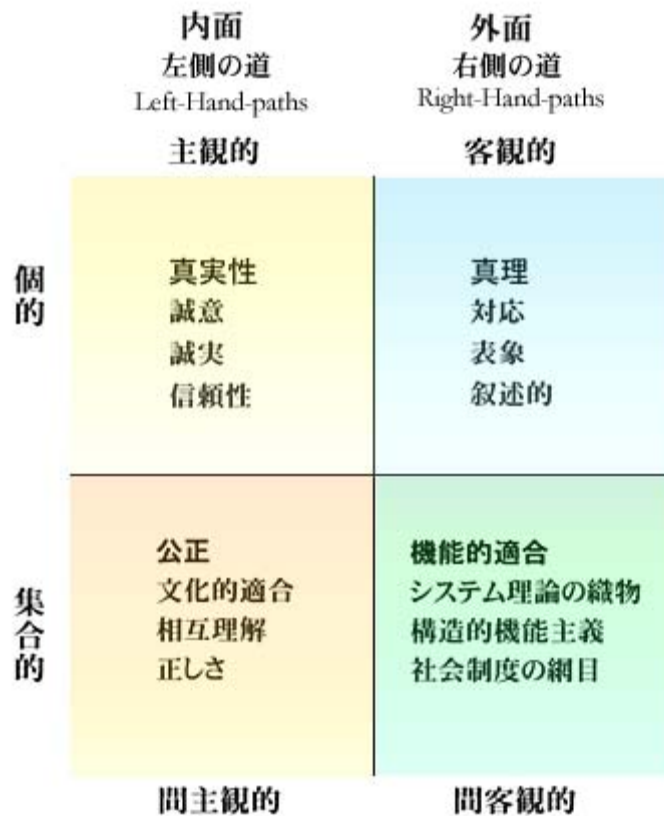 内面
左側の道
Left-Hand-paths
主観的
外面
右側の道
Right-Hand-paths
客観的
個的
真実性
誠意
誠実
信頼性
真理
対応
表象
叙述的
集合的
公正
文化的適合
相互理解
正しさ
機能的適合
システム理論の織物
構造的機能主義
社会制度の網目
間主観的
間客観的